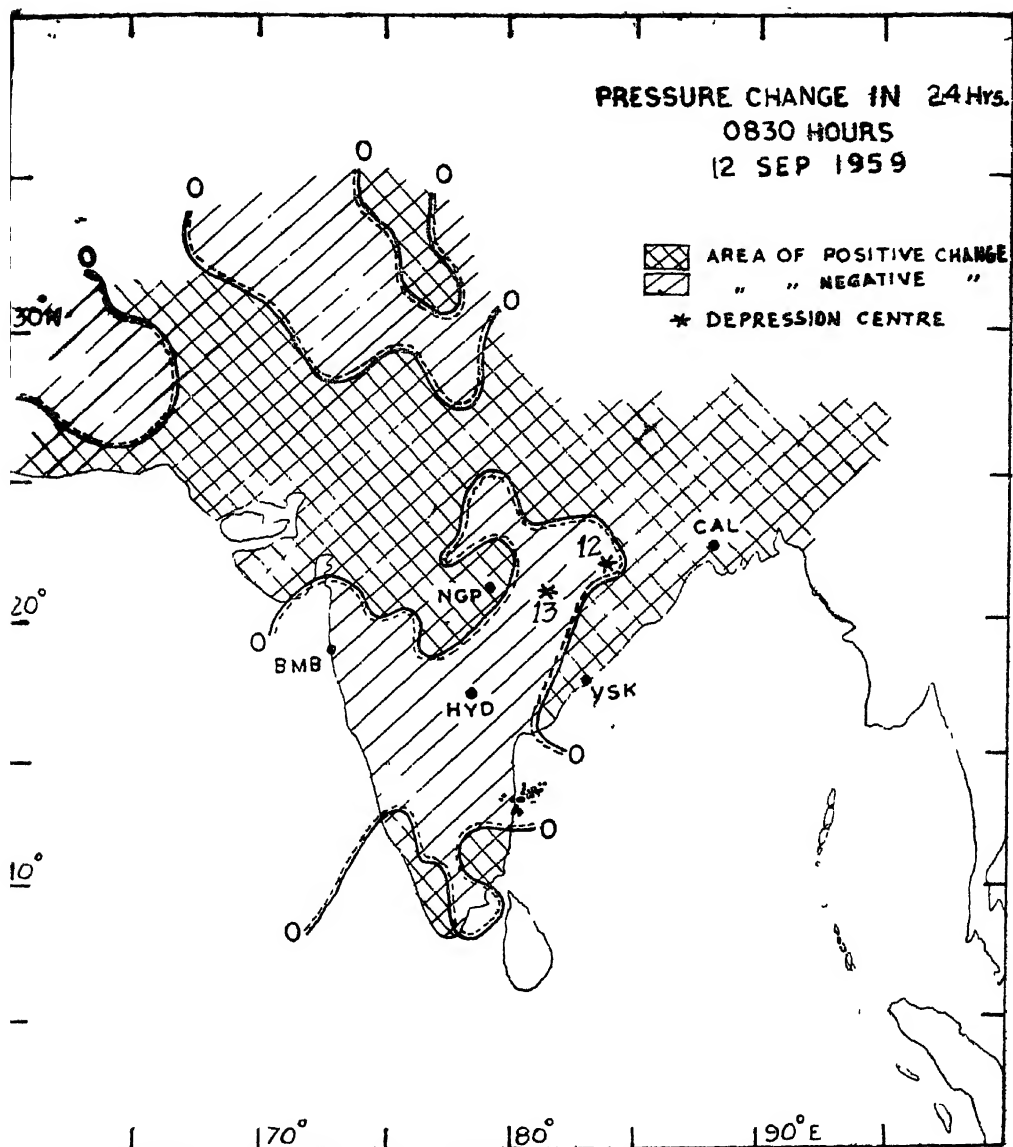 PRESSURE CHANGE IN 24 Hrs.
0830 HOURS
12 SEP 1959
0
0
0
0
AREA OF POSITIVE CHANGE
„ „ NEGATIVE „
* DEPRESSION CENTRE
30°N
0
CAL
12
NGP
13
20°
0
BMB
HYD
VSK
0
0
10°
0
70°
80°
90°E